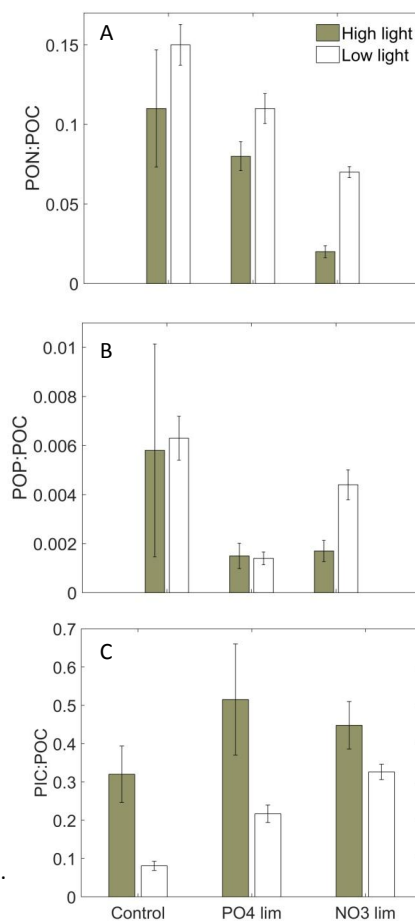 A
High light
Low light
0.15
0.1
0.05
0
PON:POC
B
0.01
0.008
0.006
0.004
0.002
0
POP:POC
C
0.7
0.6
0.5
0.4
0.3
0.2
0.1
0
PIC:POC
Control PO4 lim NO3 lim
.